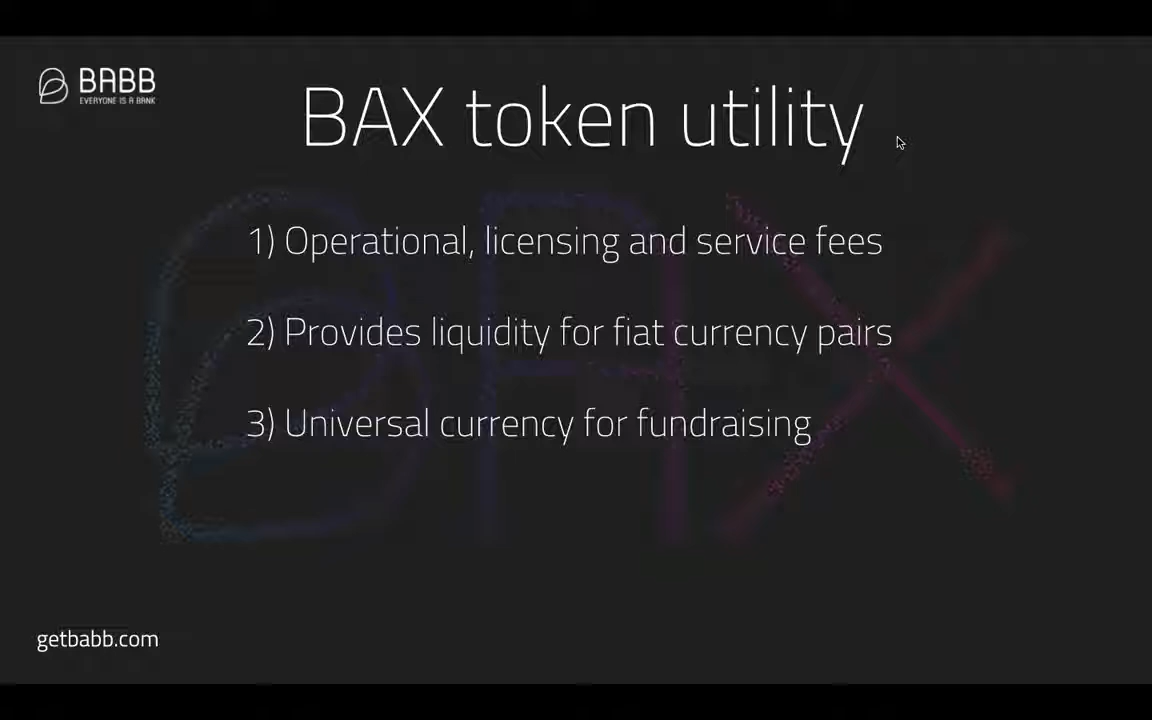 BABB
EVERYONE IS A BANK
BAX token utility
1) Operational, licensing and service fees
2) Provides liquidity for fiat currency pairs
3) Universal currency for fundraising
BAX
getbabb.com